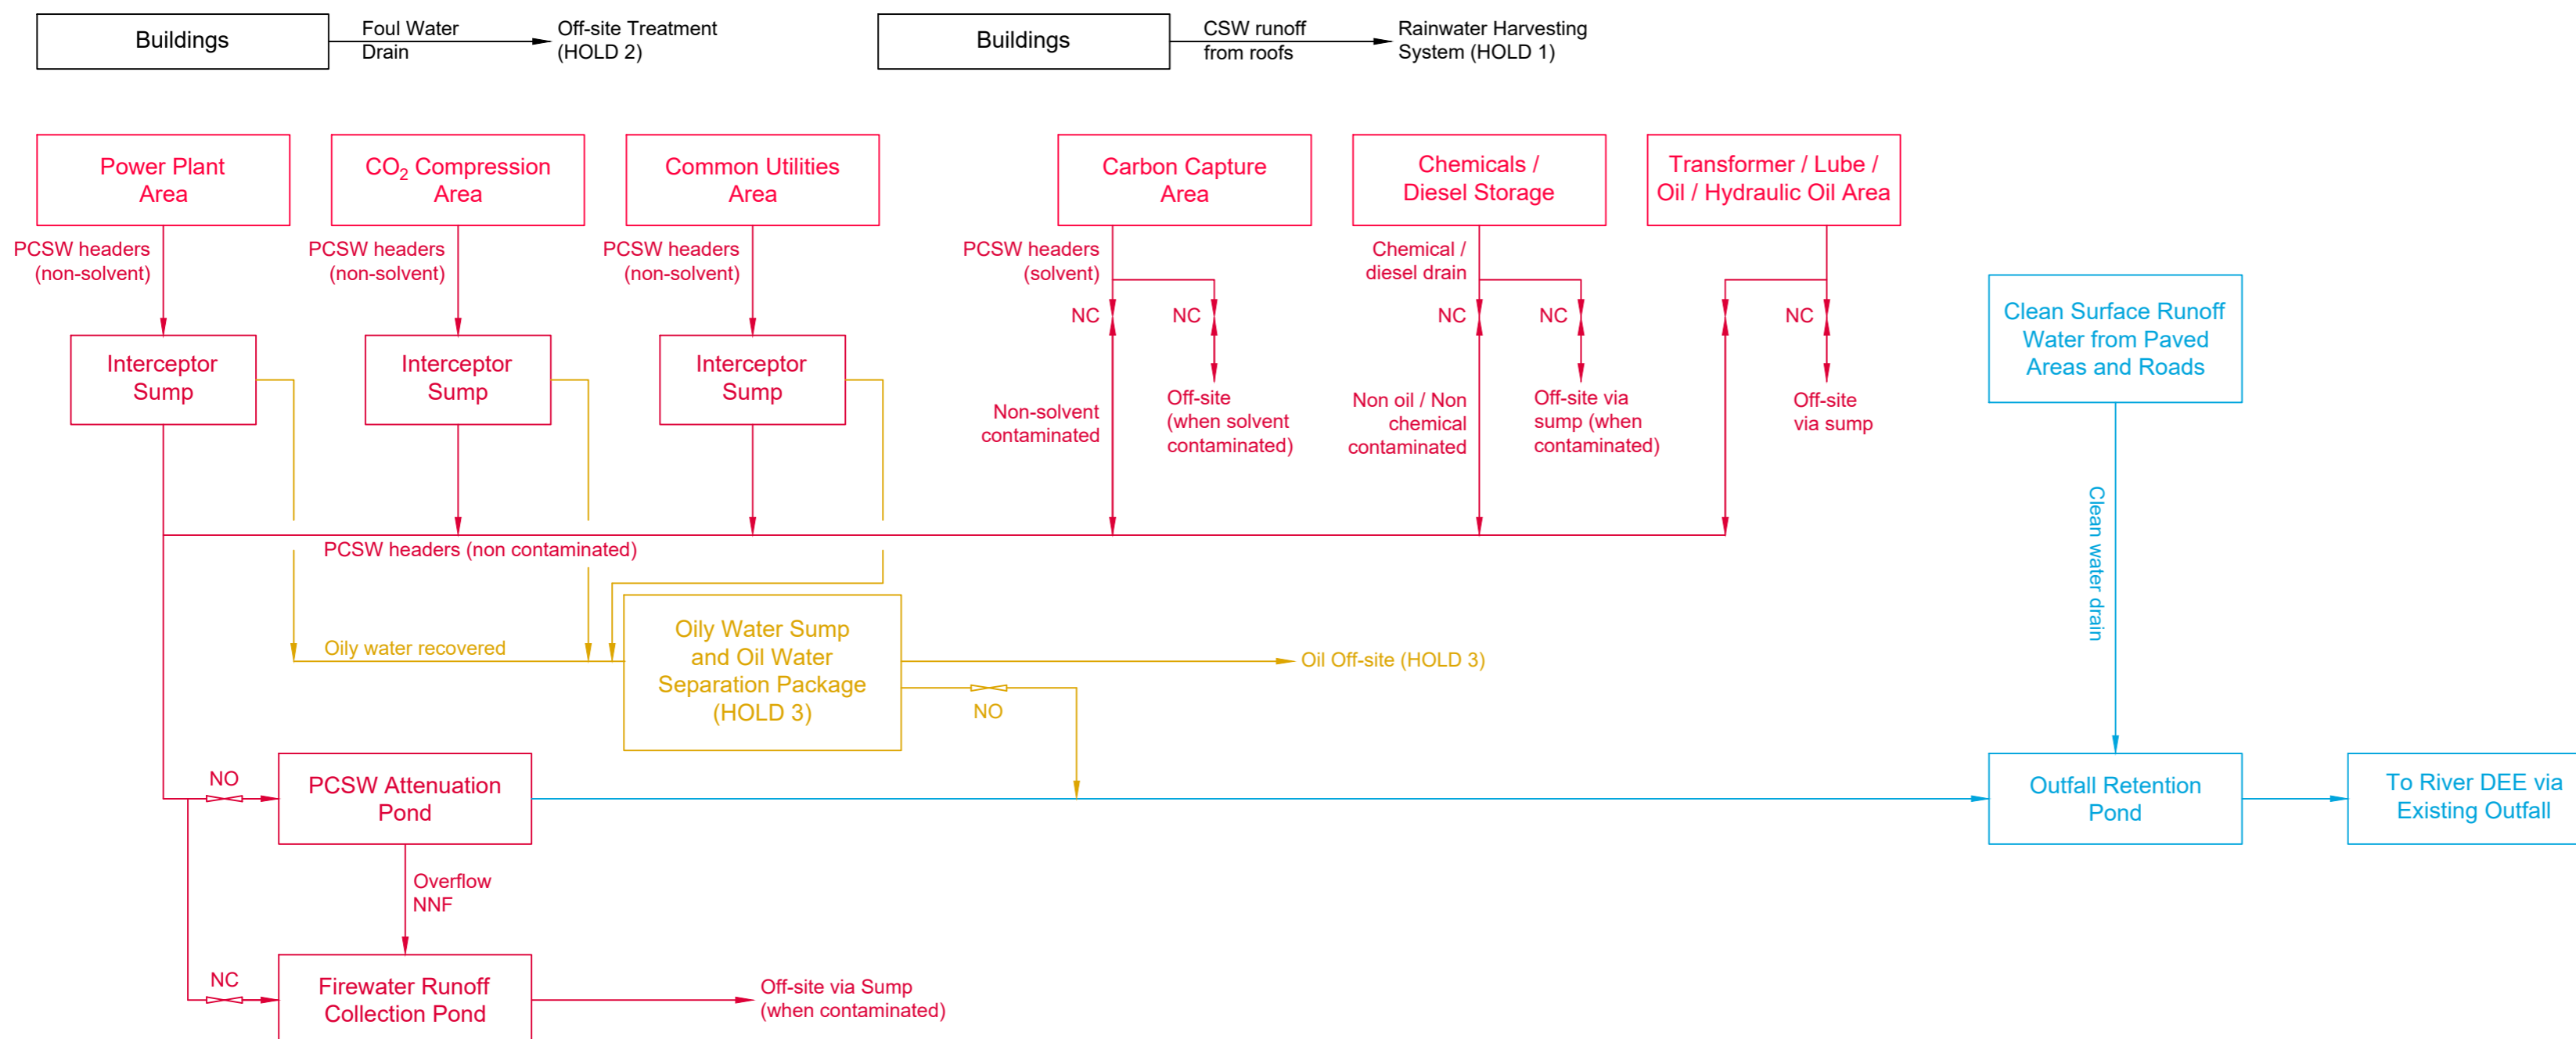 Buildings
Foul Water
Drain
Off-site Treatment
(HOLD 2)
Buildings
CSW runoff
from roofs
Rainwater Harvesting
System (HOLD 1)
Power Plant
Area
CO₂ Compression
Area
Common Utilities
Area
Carbon Capture
Area
Chemicals /
Diesel Storage
Transformer / Lube /
Oil / Hydraulic Oil Area
PCSW headers
(non-solvent)
PCSW headers
(non-solvent)
PCSW headers
(non-solvent)
PCSW headers
(solvent)
Chemical /
diesel drain
NC
NC
NC
NC
NC
Clean Surface Runoff
Water from Paved
Areas and Roads
Interceptor
Sump
Interceptor
Sump
Interceptor
Sump
Non-solvent
contaminated
Off-site
(when solvent
contaminated)
Non oil / Non
chemical
contaminated
Off-site via
sump (when
contaminated)
Off-site
via sump
Clean water drain
PCSW headers (non contaminated)
Oily water recovered
Oily Water Sump
and Oil Water
Separation Package
(HOLD 3)
Oil Off-site (HOLD 3)
NO
NO
PCSW Attenuation
Pond
Outfall Retention
Pond
To River DEE via
Existing Outfall
Overflow
NNF
NC
Firewater Runoff
Collection Pond
Off-site via Sump
(when contaminated)